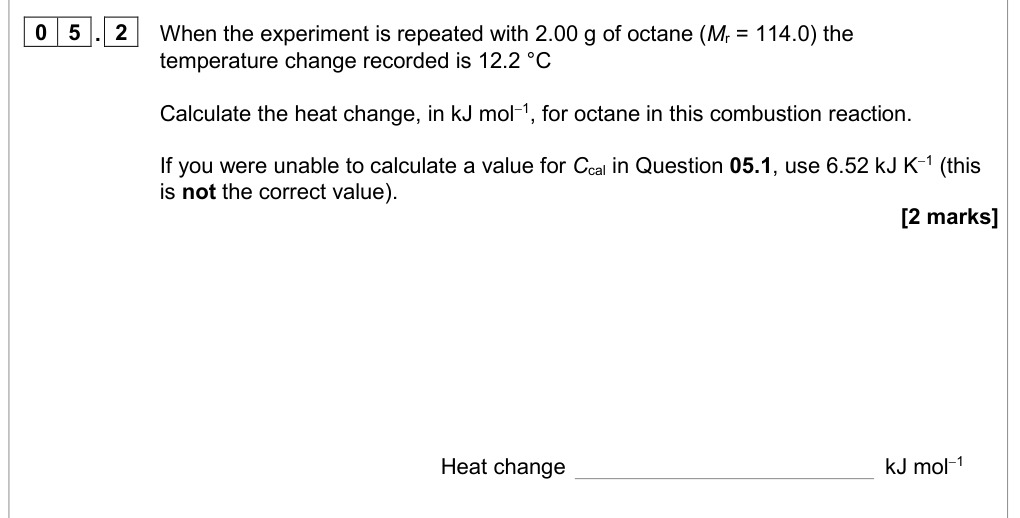 0 5 . 2 When the experiment is repeated with 2.00 g of octane (Mr = 114.0) the
temperature change recorded is 12.2 °C
Calculate the heat change, in kJ mol⁻¹, for octane in this combustion reaction.
If you were unable to calculate a value for Ccal in Question 05.1, use 6.52 kJ K⁻¹ (this
is not the correct value).
[2 marks]
Heat change kJ mol⁻¹